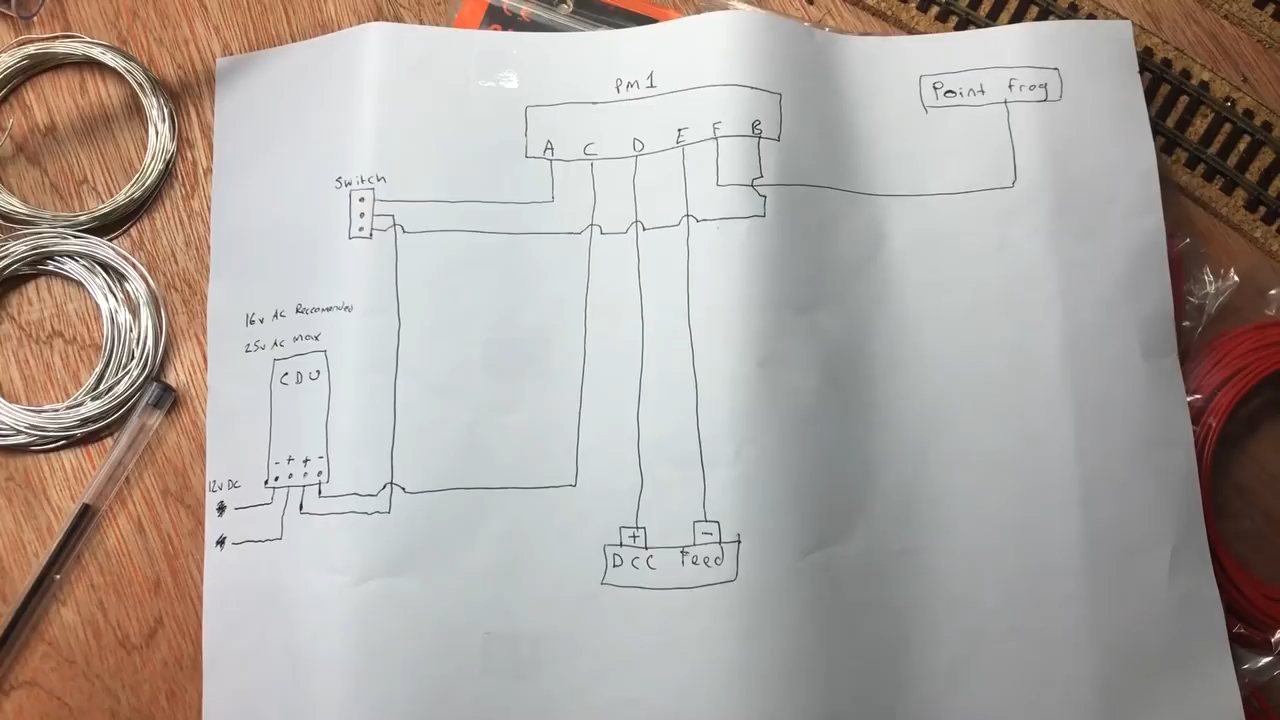 PM1
Point Frog
A C D E F B
Switch
16v AC Reccomended
25v AC Max
CDU
- + + -
12v DC
+ -
DCC Feed